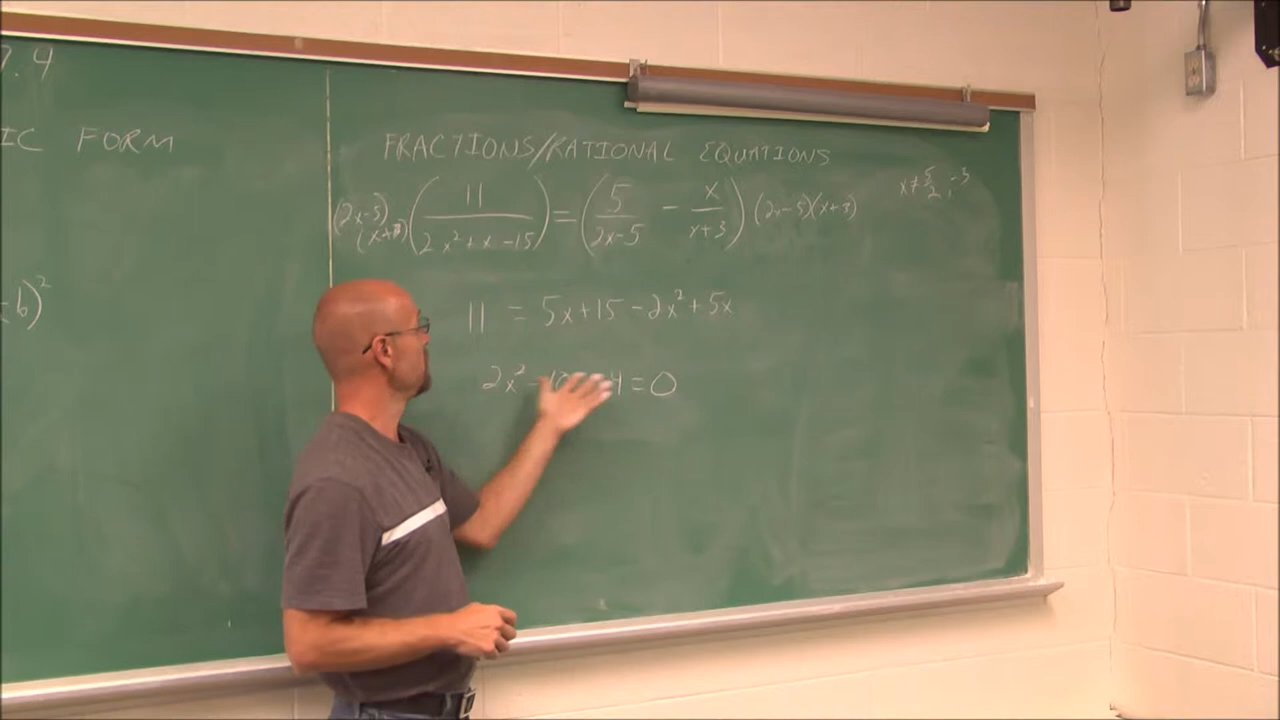 7.4
IC FORM
b)²
FRACTIONS/RATIONAL EQUATIONS
(2x-5)(x+3)(11/(2x²+x-15)) = (5/(2x-5) - x/(x+3))(2x-5)(x+3)
x≠5/2, -3
11 = 5x+15-2x²+5x
2x² - 4 = 0